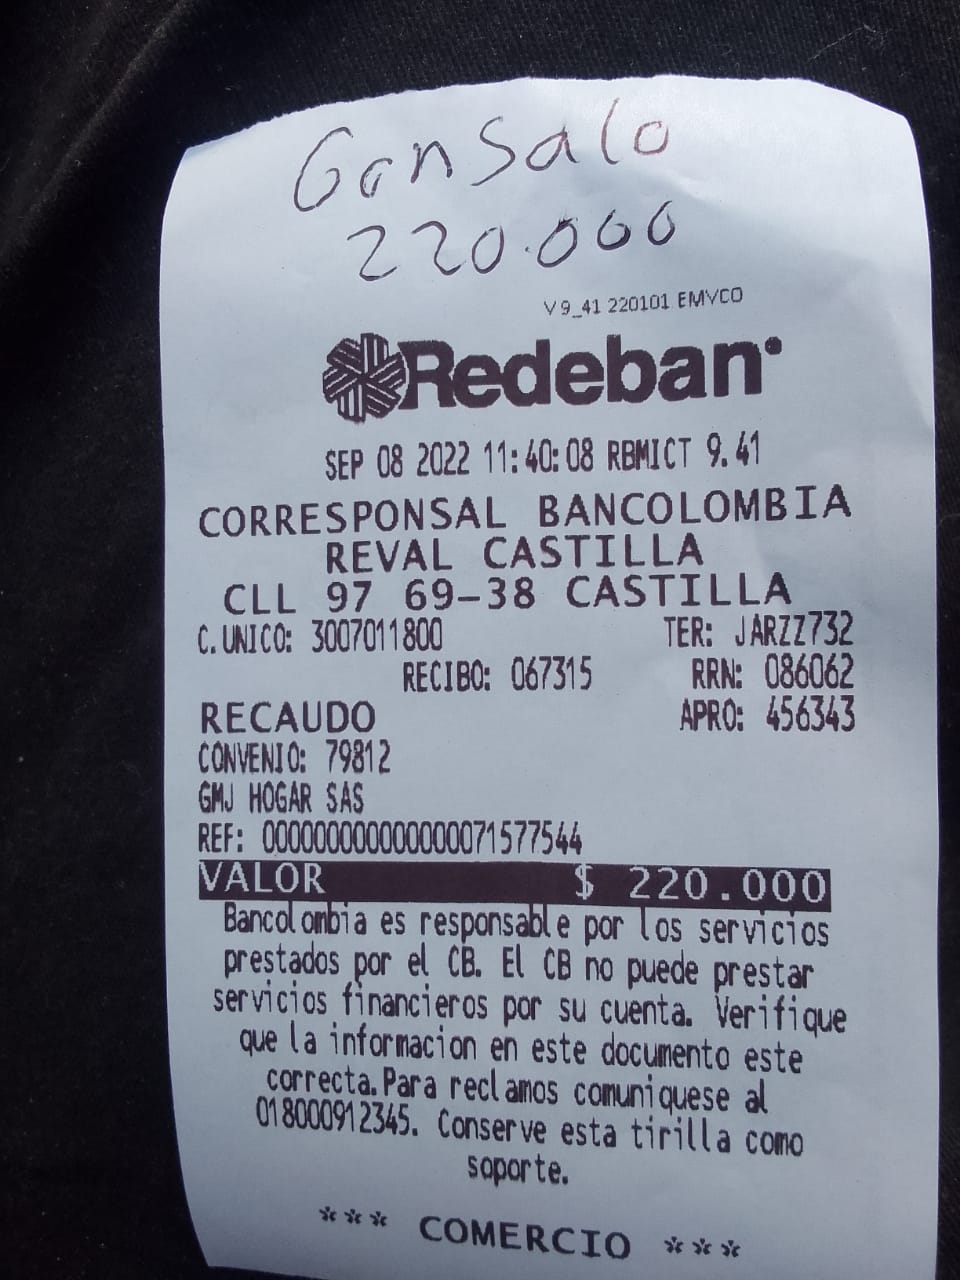 Gonsalo
220.000
V9_41 220101 EMVCO
Redeban
SEP 08 2022 11:40:08 RBMICT 9.41
CORRESPONSAL BANCOLOMBIA
REVAL CASTILLA
CLL 97 69-38 CASTILLA
C.UNICO: 3007011800 TER: JARZZ732
RECIBO: 067315 RRN: 086062
RECAUDO APRO: 456343
CONVENIO: 79812
GMJ HOGAR SAS
REF: 000000000000000071577544
VALOR $ 220.000
Bancolombia es responsable por los servicios
prestados por el CB. El CB no puede prestar
servicios financieros por su cuenta. Verifique
que la informacion en este documento este
correcta.Para reclamos comuniquese al
018000912345. Conserve esta tirilla como
soporte.
*** COMERCIO ***